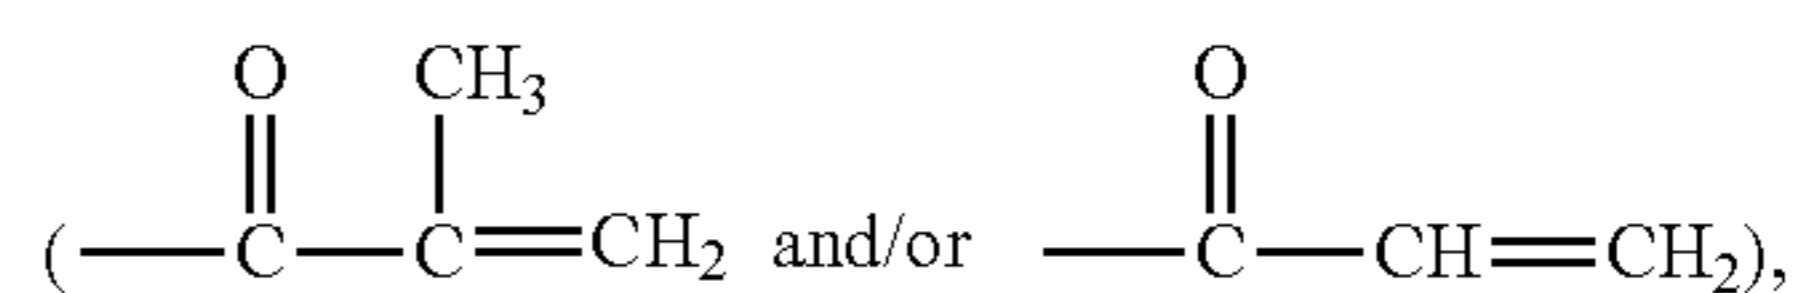 O CH₃ O
(—C—C=CH₂ and/or —C—CH=CH₂),